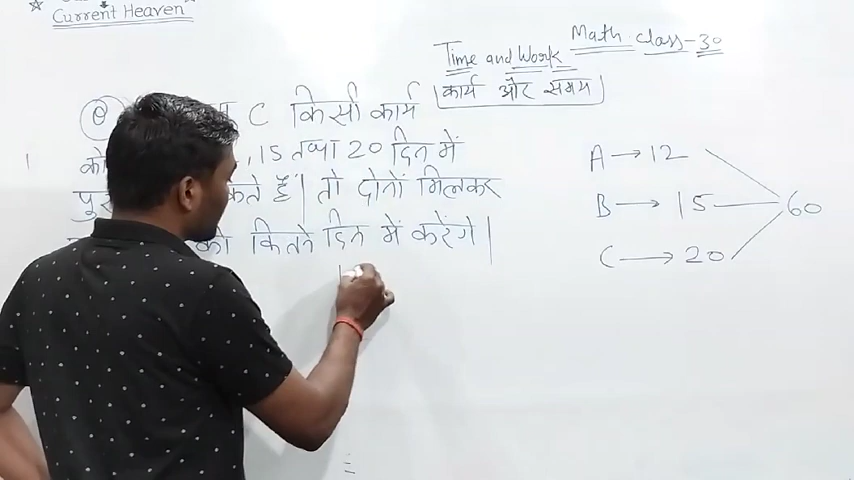 Current Heaven
Math class-30
Time and Work
कार्य और समय
Q C किसी कार्य
को , 15 तथा 20 दिन में
हैं| तो दोनों मिलकर
को कितने दिन में करेंगे|
A → 12
B → 15 60
C → 20